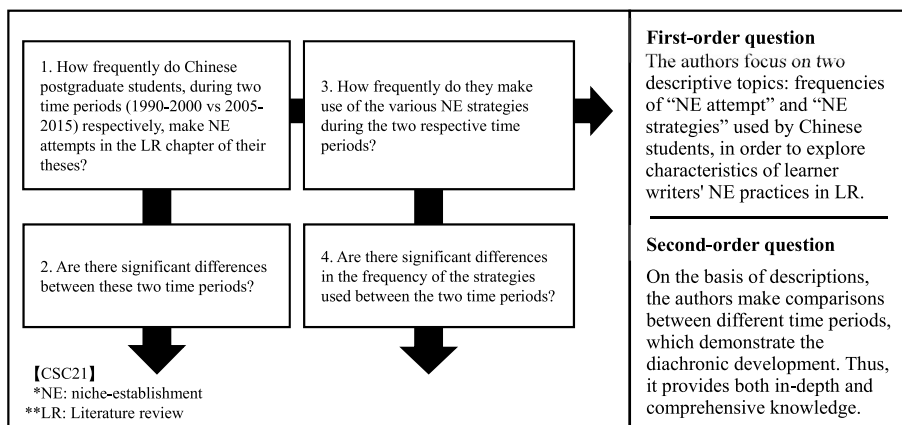 1. How frequently do Chinese
postgraduate students, during two
time periods (1990-2000 vs 2005-
2015) respectively, make NE
attempts in the LR chapter of their
theses?
3. How frequently do they make
use of the various NE strategies
during the two respective time
periods?
2. Are there significant differences
between these two time periods?
4. Are there significant differences
in the frequency of the strategies
used between the two time periods?
【CSC21】
*NE: niche-establishment
**LR: Literature review
First-order question
The authors focus on two
descriptive topics: frequencies
of “NE attempt” and “NE
strategies” used by Chinese
students, in order to explore
characteristics of learner
writers' NE practices in LR.
Second-order question
On the basis of descriptions,
the authors make comparisons
between different time periods,
which demonstrate the
diachronic development. Thus,
it provides both in-depth and
comprehensive knowledge.